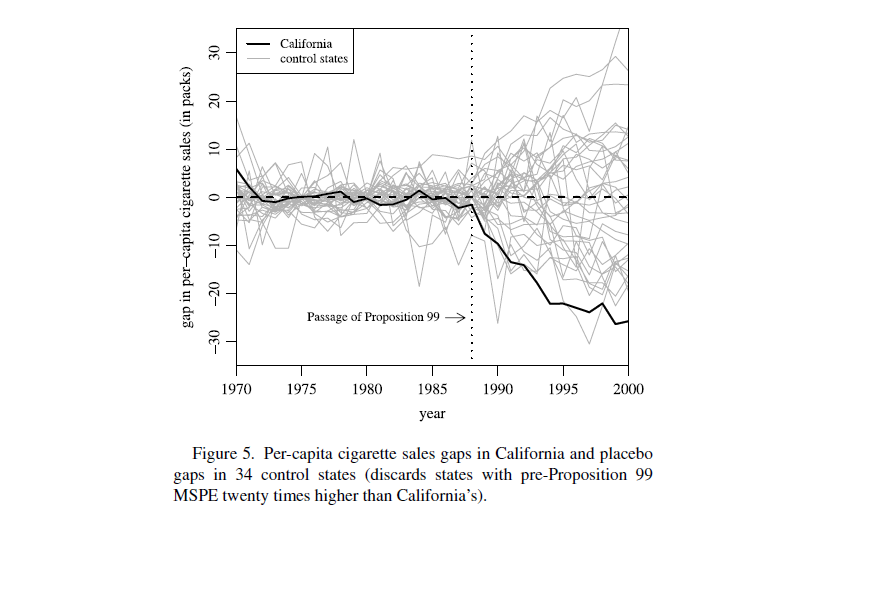 California
control states
gap in per−capita cigarette sales (in packs)
30
20
10
0
−10
−20
−30
Passage of Proposition 99
1970 1975 1980 1985 1990 1995 2000
year
Figure 5. Per-capita cigarette sales gaps in California and placebo
gaps in 34 control states (discards states with pre-Proposition 99
MSPE twenty times higher than California's).